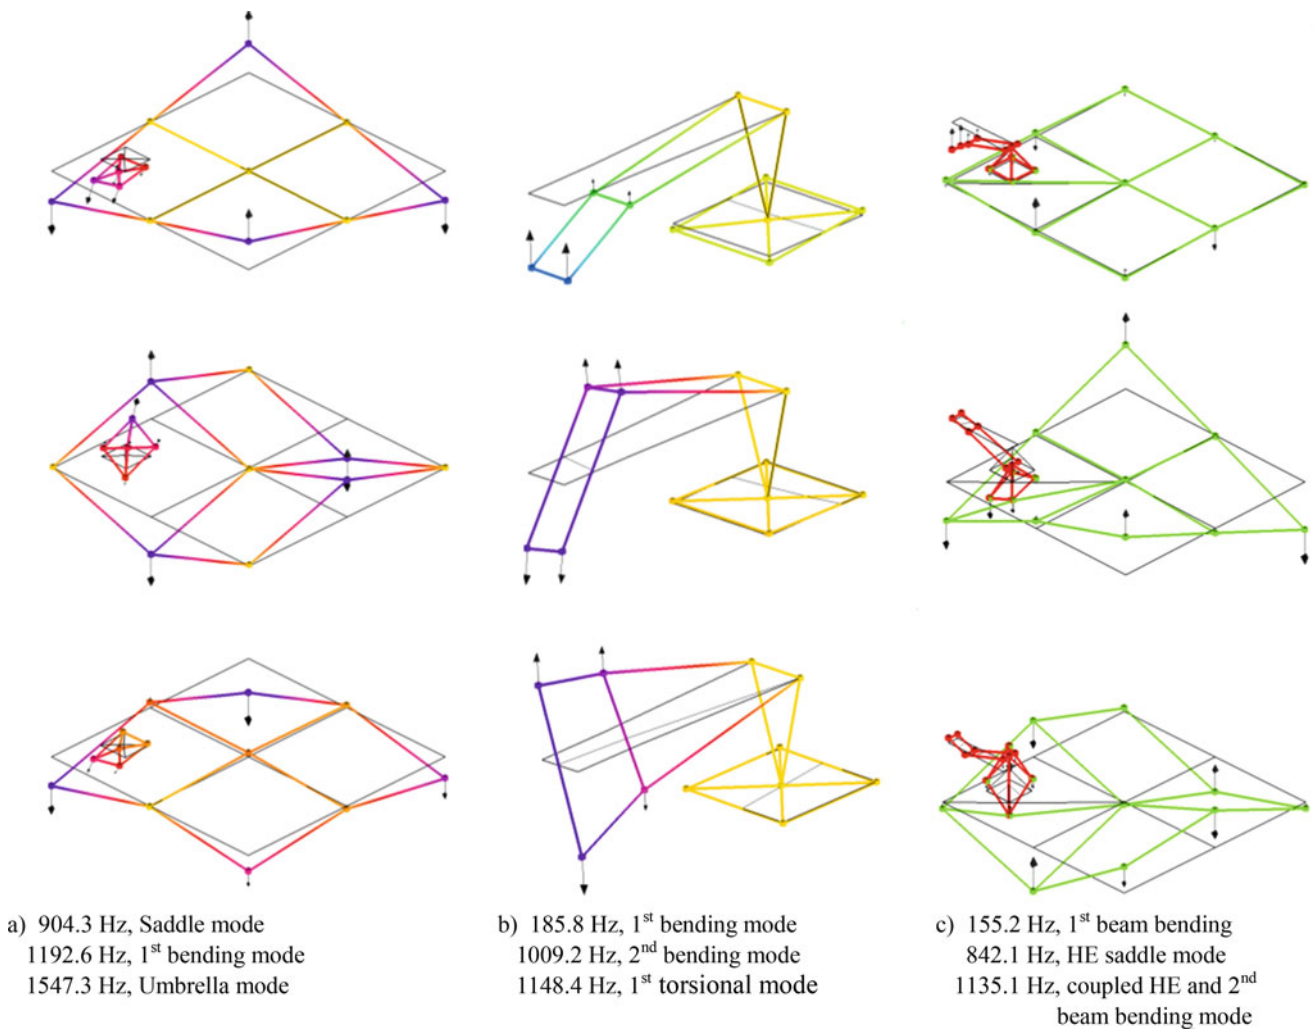 a) 904.3 Hz, Saddle mode
1192.6 Hz, 1st bending mode
1547.3 Hz, Umbrella mode
b) 185.8 Hz, 1st bending mode
1009.2 Hz, 2nd bending mode
1148.4 Hz, 1st torsional mode
c) 155.2 Hz, 1st beam bending
842.1 Hz, HE saddle mode
1135.1 Hz, coupled HE and 2nd
beam bending mode